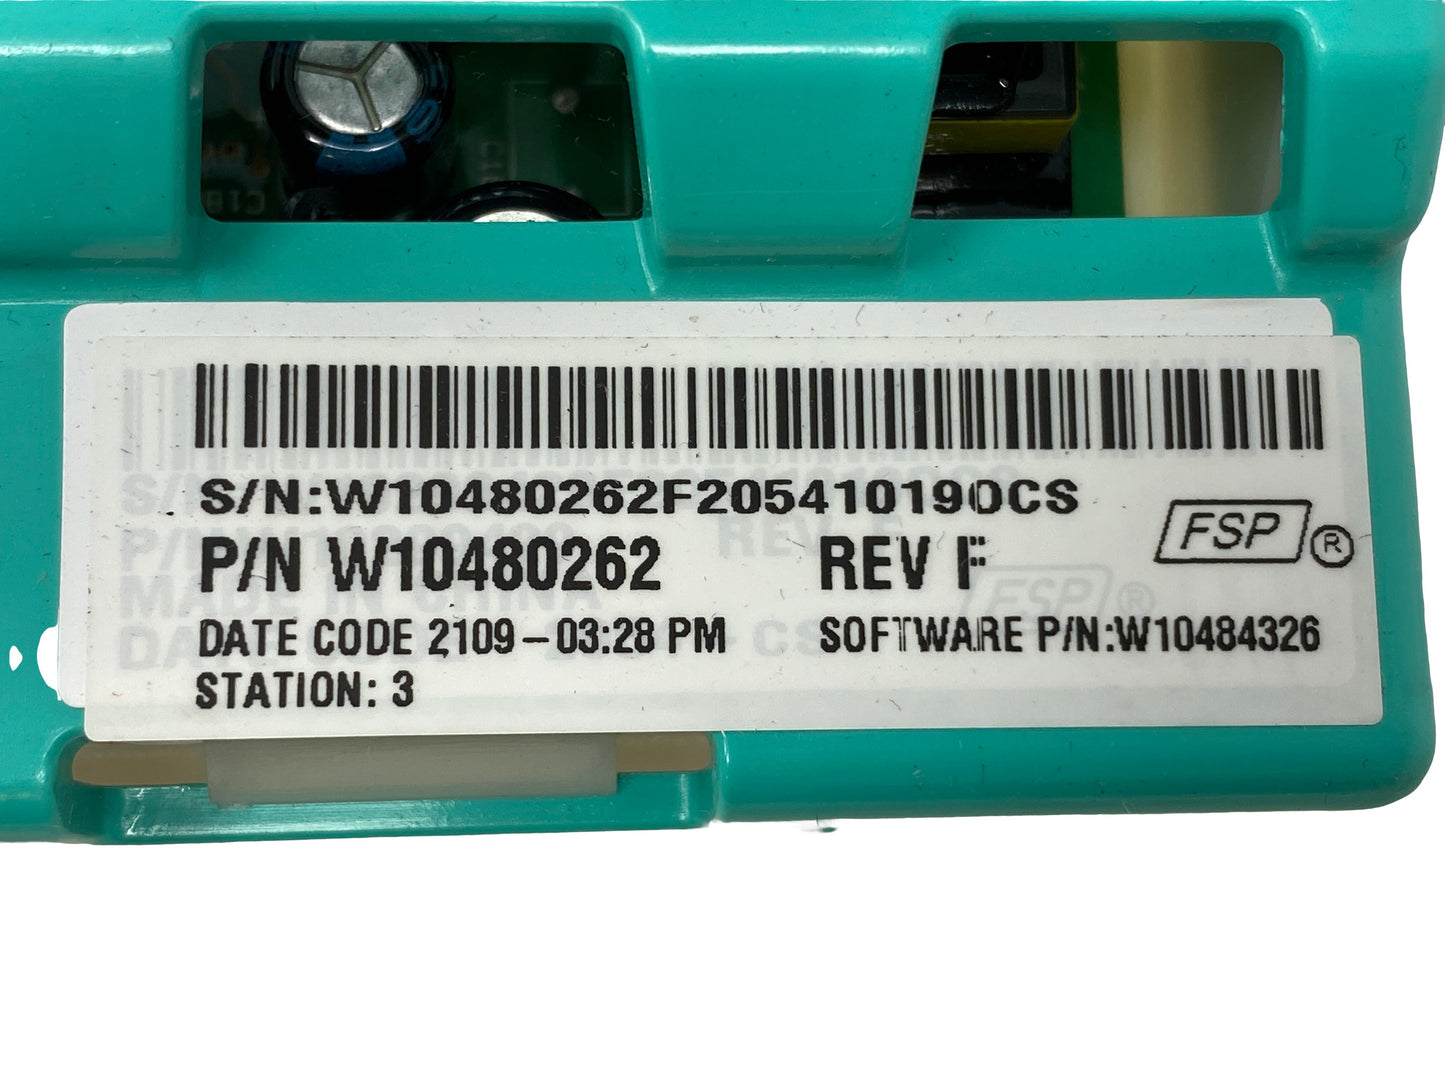 S/N:W10480262F205410190CS
P/N W10480262 REV F FSP®
DATE CODE 2109-03:28 PM SOFTWARE P/N:W10484326
STATION: 3